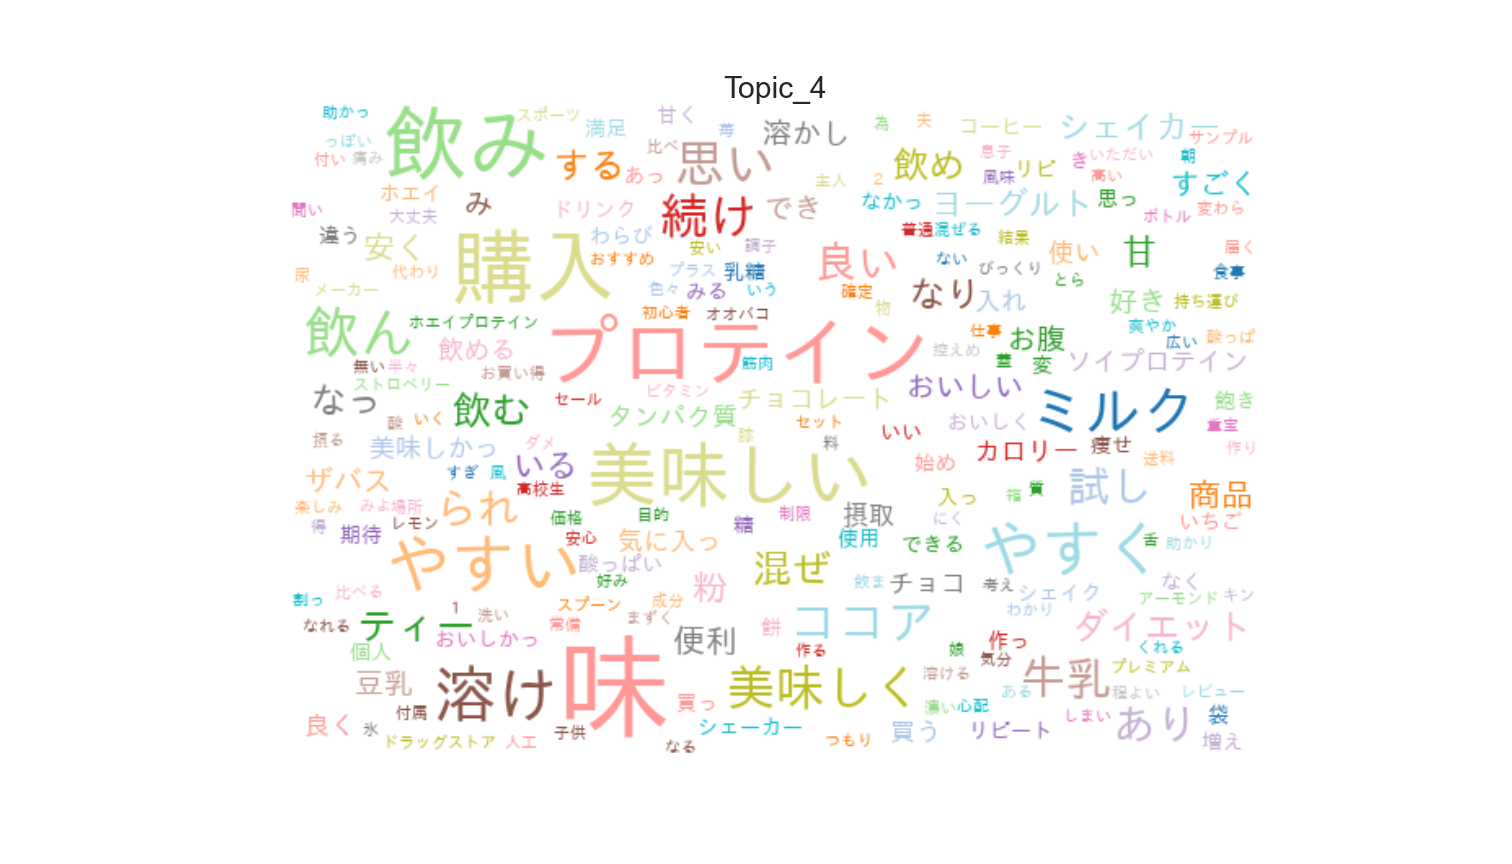 Topic_4
助かっ
飲み
スポーツ
満足
甘く
苺
溶かし
為
夫
コーヒー
シェイカー
サンプル
っぽい
付い
痛み
する
あっ
比べ
思い
飲め
息子
風味
リピ
き
いただい
高い
朝
すごく
主人
2
ホエイ
大丈夫
み
ドリンク
続け
でき
なかっ
ヨーグルト
思っ
ボトル
変わら
聞い
違う
安く
購入
わらび
おすすめ
安い
調子
良い
普通
混ぜる
結果
使い
甘
届く
尿
代わり
メーカー
プラス
乳糖
色々
みる
いう
確定
物
ない
びっくり
なり
入れ
とら
好き
食事
持ち運び
飲ん
ホエイプロテイン
飲める
初心者
オオバコ
プロテイン
筋肉
控えめ
仕事
お腹
茎
変
爽やか
広い
酸っぱ
ソイプロテイン
無い
半々
お買い得
ストロベリー
なっ
酸
いく
飲む
セール
ビタミン
タンパク質
チョコレート
セット
おいしい
おいしく
いい
ミルク
飽き
重宝
作り
摂る
美味しかっ
ダメ
膝
料
始め
カロリー
痩せ
送料
ザバス
すぎ
風
いる
高校生
美味しい
入っ
箱
質
試し
商品
いちご
楽しみ
みよ
場所
得
期待
レモン
られ
価格
安心
目的
気に入っ
糖
制限
摂取
使用
にく
できる
やすく
舌
助かり
やすい
酸っぱい
好み
粉
混ぜ
飲ま
チョコ
考え
シェイク
わかり
なく
アーモンド
キン
割っ
比べる
なれる
1
洗い
ティー
おいしかっ
スプーン
常備
成分
まずく
便利
餅
ココア
作る
娘
作っ
気分
ダイエット
くれる
個人
豆乳
付属
溶け
味
買っ
美味しく
溶ける
牛乳
プレミアム
ある
程よい
レビュー
濃い
心配
良く
氷
ドラッグストア
人工
子供
なる
シェーカー
つもり
買う
リピート
しまい
あり
袋
増え